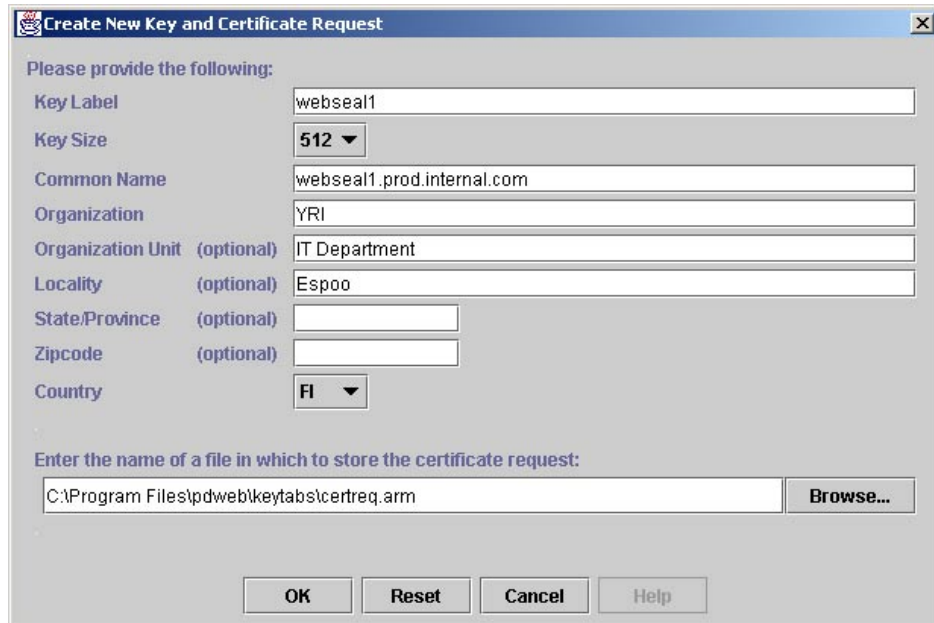 Create New Key and Certificate Request
Please provide the following:
Key Label webseal1
Key Size 512
Common Name webseal1.prod.internal.com
Organization YRI
Organization Unit (optional) IT Department
Locality (optional) Espoo
State/Province (optional)
Zipcode (optional)
Country FI
Enter the name of a file in which to store the certificate request:
C:\Program Files\pdweb\keytabs\certreq.arm Browse...
OK Reset Cancel Help